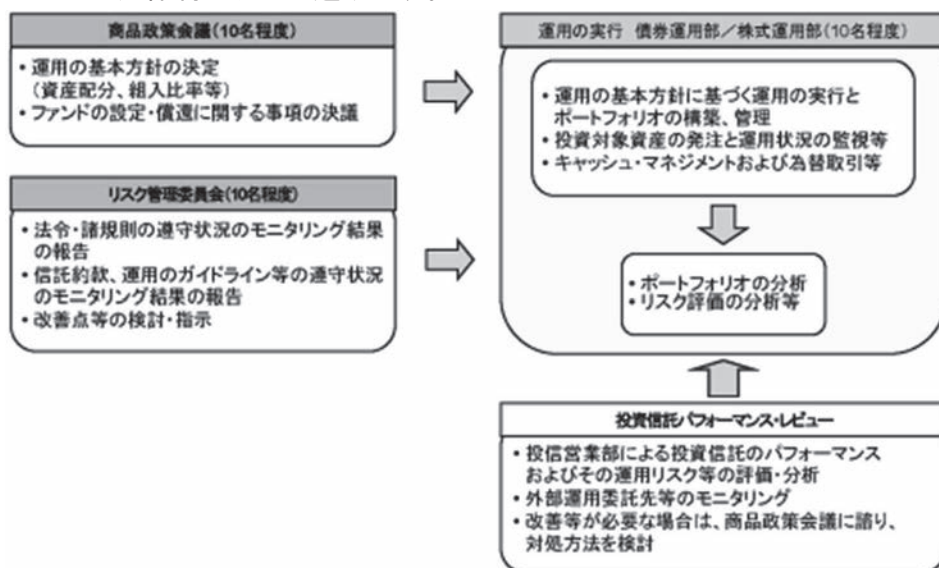 商品政策会議(10名程度)
• 運用の基本方針の決定
(資産配分、組入比率等)
• ファンドの設定・償還に関する事項の決議
リスク管理委員会(10名程度)
• 法令・諸規則の遵守状況のモニタリング結果
の報告
• 信託約款、運用のガイドライン等の遵守状況
のモニタリング結果の報告
• 改善点等の検討・指示
運用の実行 債券運用部/株式運用部(10名程度)
• 運用の基本方針に基づく運用の実行と
ポートフォリオの構築、管理
• 投資対象資産の発注と運用状況の監視等
• キャッシュ・マネジメントおよび為替取引等
• ポートフォリオの分析
• リスク評価の分析等
投資信託パフォーマンス・レビュー
• 投信営業部による投資信託のパフォーマンス
およびその運用リスク等の評価・分析
• 外部運用委託先等のモニタリング
• 改善等が必要な場合は、商品政策会議に諮り、
対処方法を検討